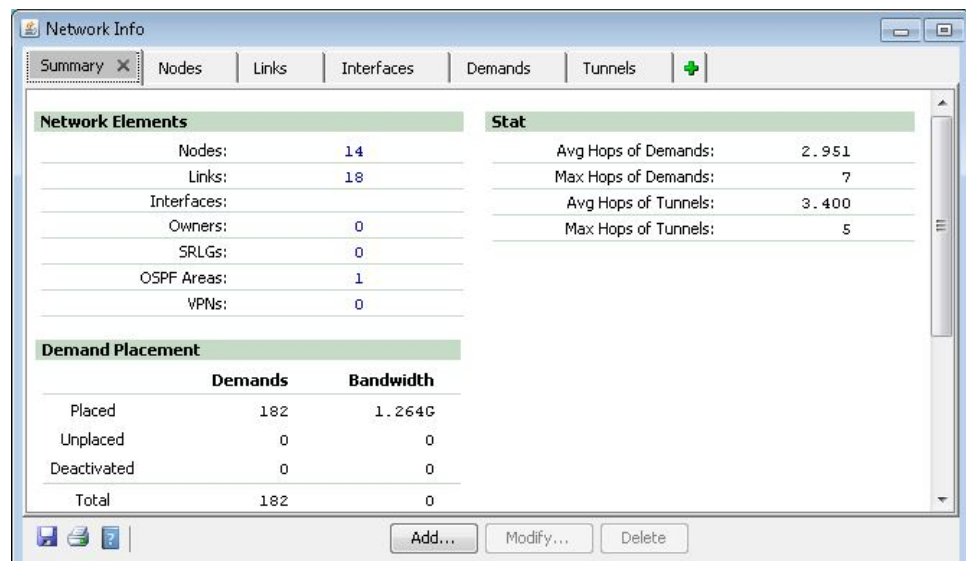 Network Info
Summary Nodes Links Interfaces Demands Tunnels
Network Elements
Nodes: 14
Links: 18
Interfaces:
Owners: 0
SRLGs: 0
OSPF Areas: 1
VPNs: 0
Demand Placement
Demands Bandwidth
Placed 182 1.264G
Unplaced 0 0
Deactivated 0 0
Total 182 0
Stat
Avg Hops of Demands: 2.951
Max Hops of Demands: 7
Avg Hops of Tunnels: 3.400
Max Hops of Tunnels: 5
Add... Modify... Delete